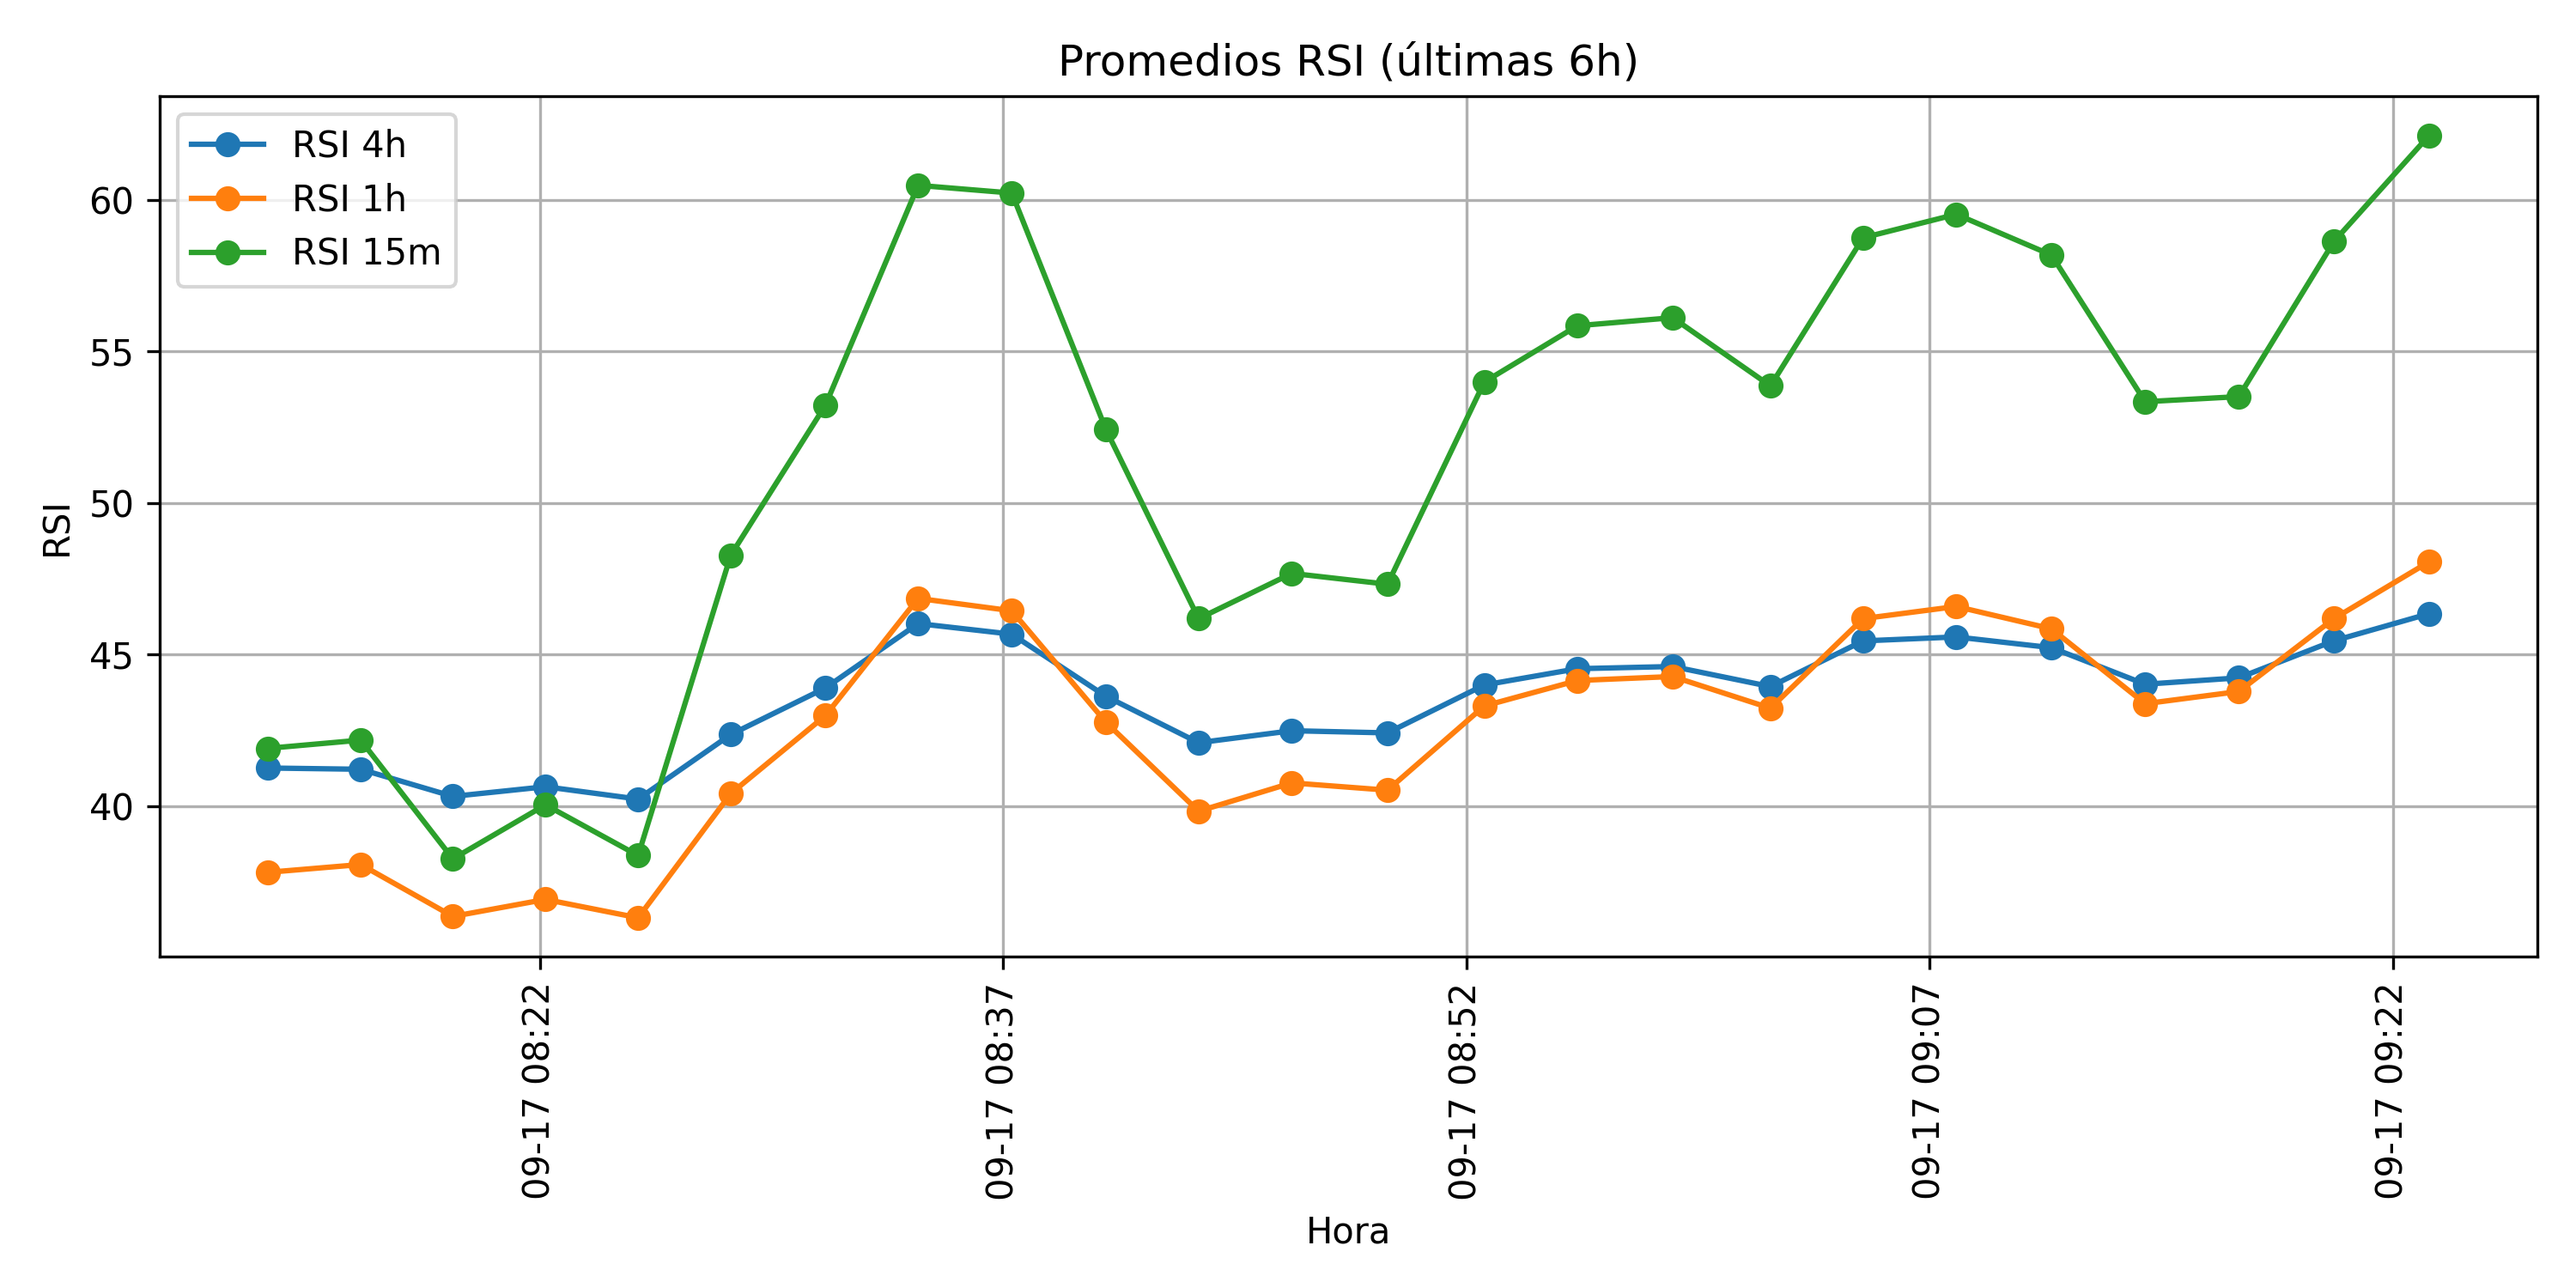 Promedios RSI (últimas 6h)
RSI 4h
RSI 1h
RSI 15m
60
55
50
45
40
RSI
09-17 08:22
09-17 08:37
09-17 08:52
09-17 09:07
09-17 09:22
Hora